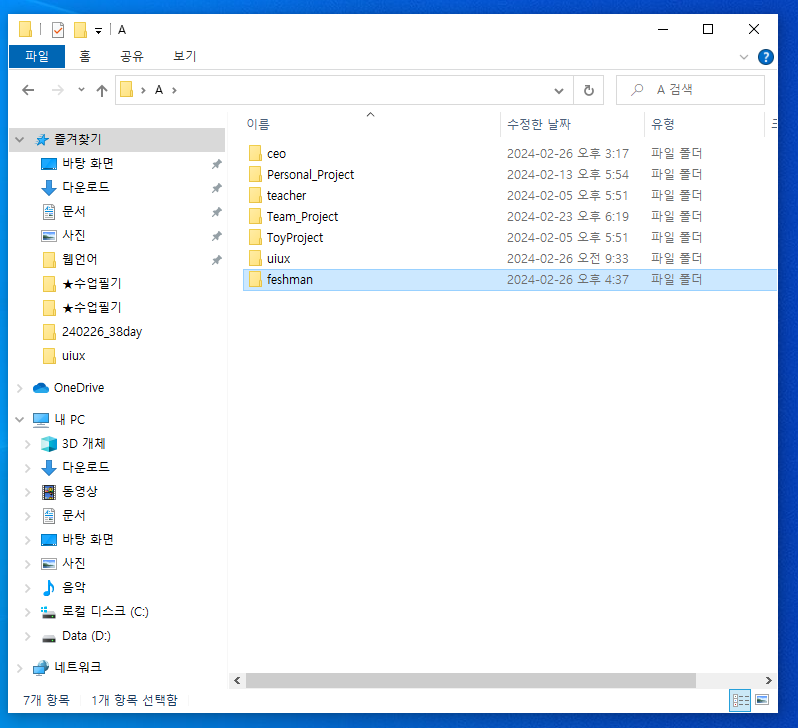 A
파일 홈 공유 보기
A
A 검색
이름 수정한 날짜 유형
즐겨찾기
바탕 화면
다운로드
문서
사진
웹언어
★수업필기
★수업필기
240226_38day
uiux
OneDrive
내 PC
3D 개체
다운로드
동영상
문서
바탕 화면
사진
음악
로컬 디스크 (C:)
Data (D:)
네트워크
ceo 2024-02-26 오후 3:17 파일 폴더
Personal_Project 2024-02-13 오후 5:54 파일 폴더
teacher 2024-02-05 오후 5:51 파일 폴더
Team_Project 2024-02-23 오후 6:19 파일 폴더
ToyProject 2024-02-05 오후 5:51 파일 폴더
uiux 2024-02-26 오전 9:33 파일 폴더
feshman 2024-02-26 오후 4:37 파일 폴더
7개 항목 1개 항목 선택함